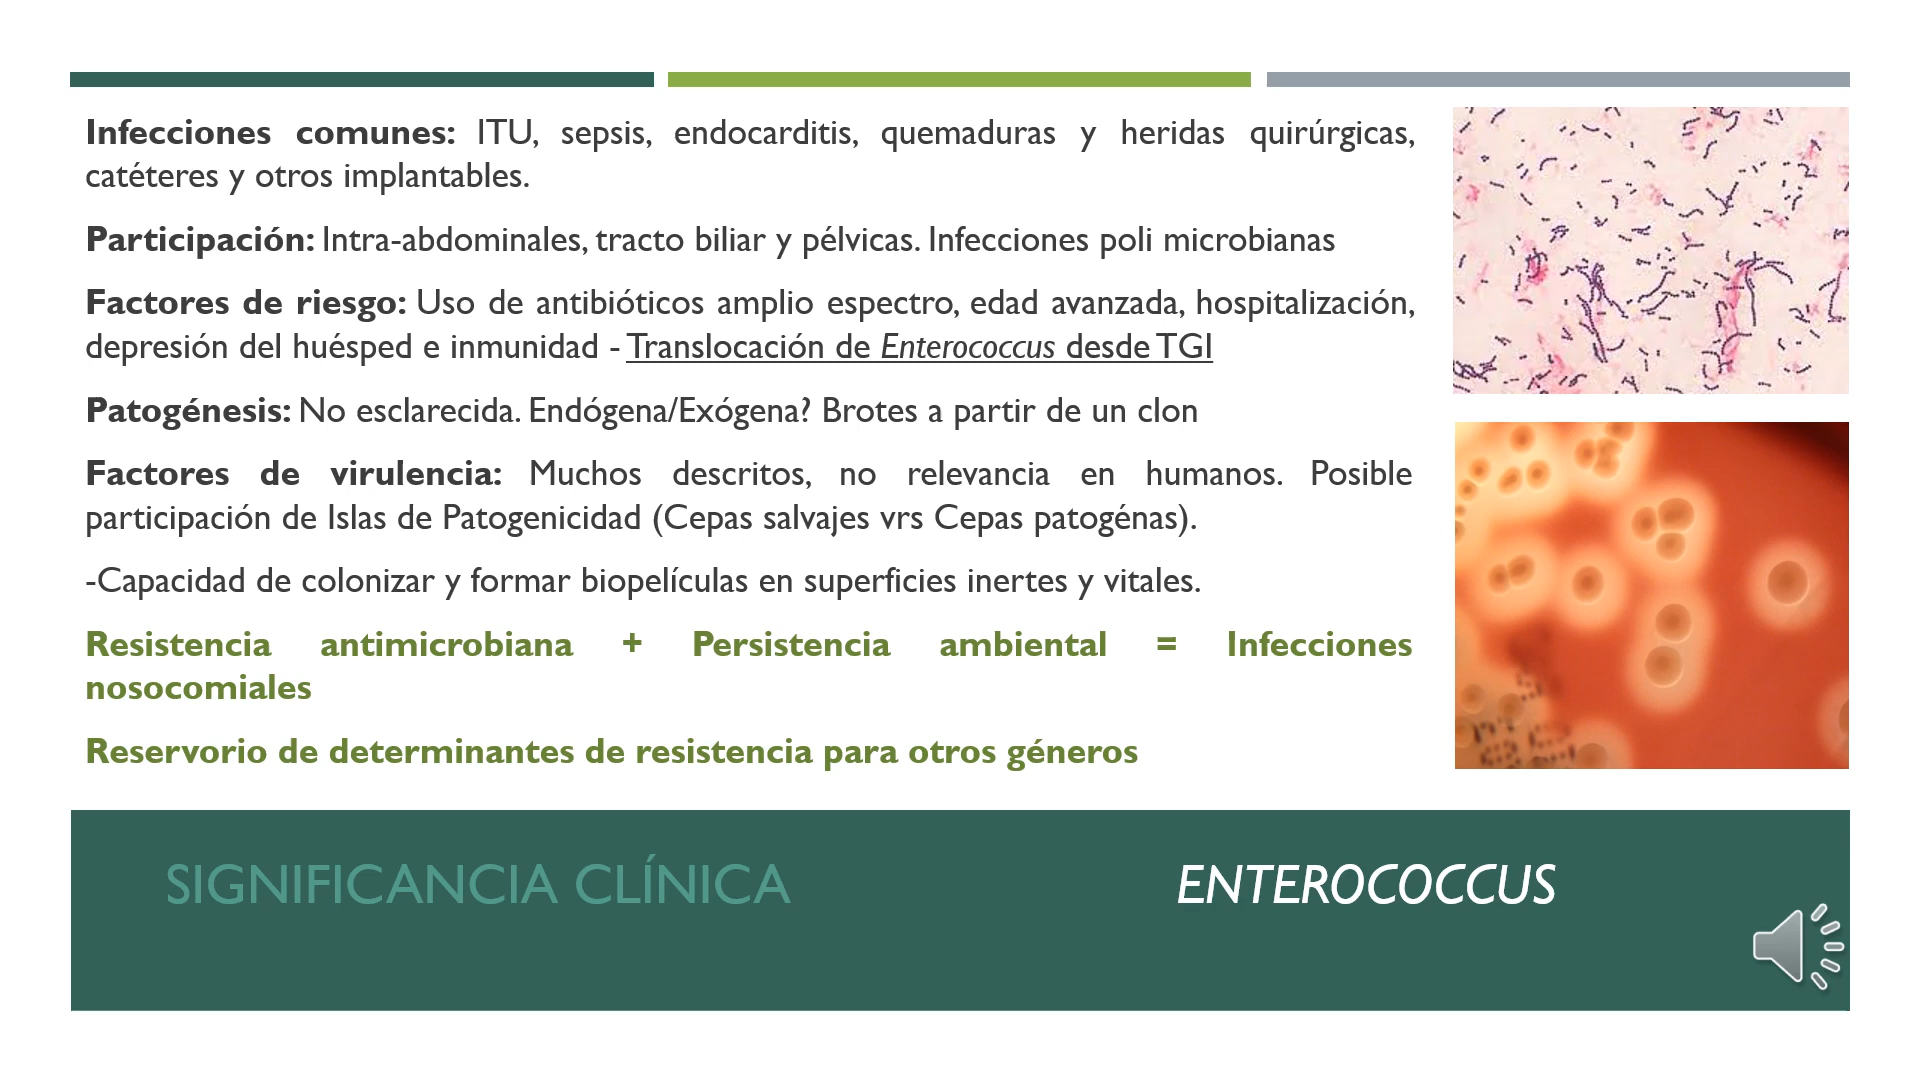 Infecciones comunes: ITU, sepsis, endocarditis, quemaduras y heridas quirúrgicas,
catéteres y otros implantables.
Participación: Intra-abdominales, tracto biliar y pélvicas. Infecciones poli microbianas
Factores de riesgo: Uso de antibióticos amplio espectro, edad avanzada, hospitalización,
depresión del huésped e inmunidad - Translocación de Enterococcus desde TGI
Patogénesis: No esclarecida. Endógena/Exógena? Brotes a partir de un clon
Factores de virulencia: Muchos descritos, no relevancia en humanos. Posible
participación de Islas de Patogenicidad (Cepas salvajes vrs Cepas patogénas).
-Capacidad de colonizar y formar biopelículas en superficies inertes y vitales.
Resistencia antimicrobiana + Persistencia ambiental = Infecciones
nosocomiales
Reservorio de determinantes de resistencia para otros géneros
SIGNIFICANCIA CLÍNICA ENTEROCOCCUS